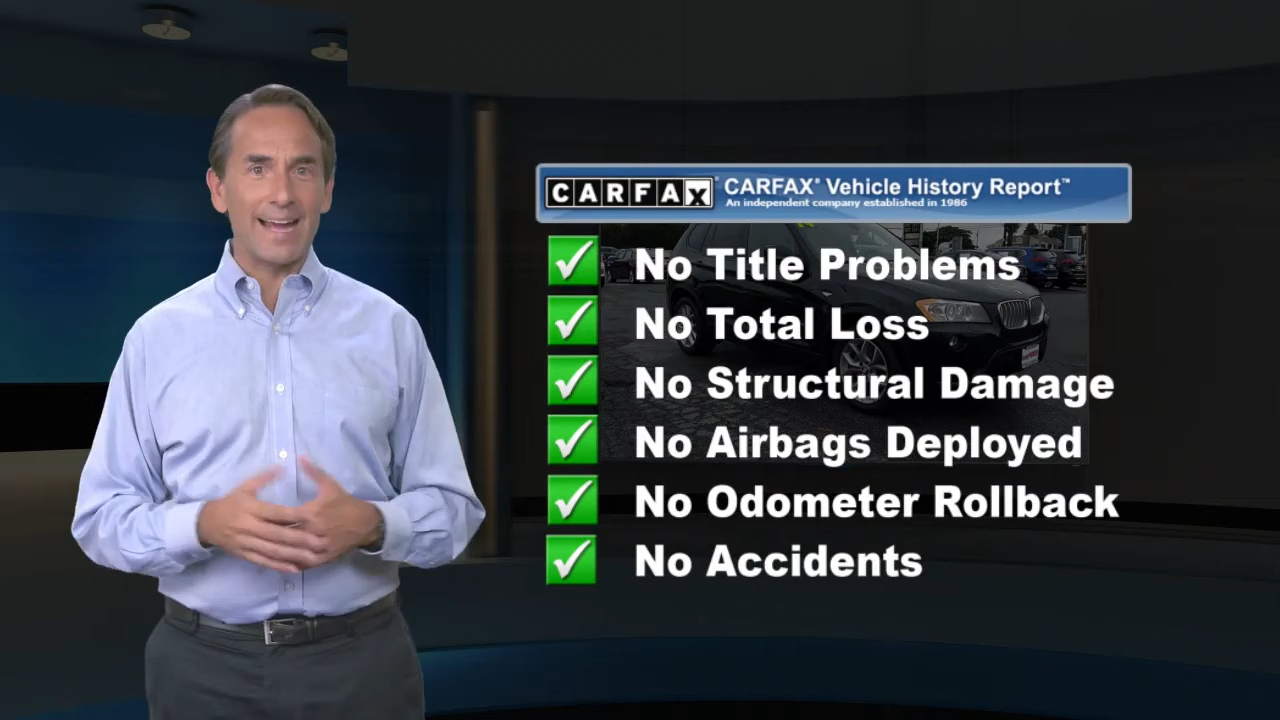 CARFAX
CARFAX® Vehicle History Report™
An independent company established in 1986
No Title Problems
No Total Loss
No Structural Damage
No Airbags Deployed
No Odometer Rollback
No Accidents